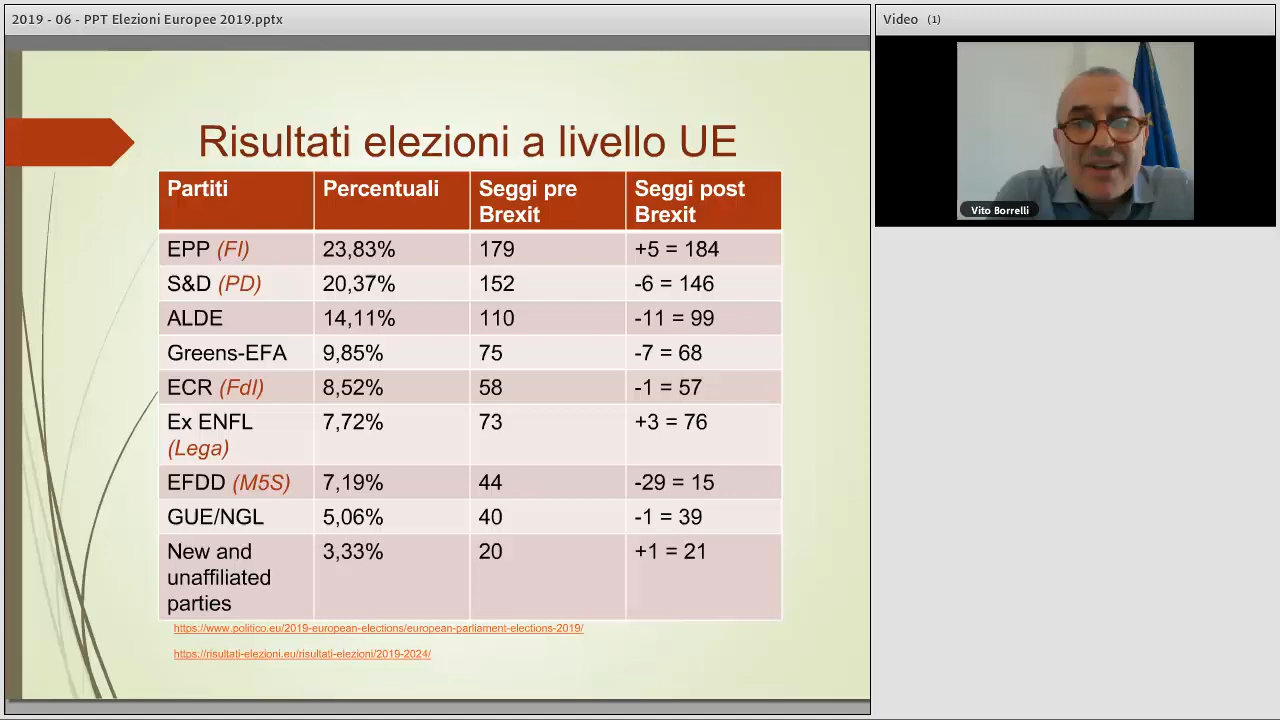 2019 - 06 - PPT Elezioni Europee 2019.pptx
Video (1)
Vito Borrelli
Risultati elezioni a livello UE
Partiti Percentuali Seggi pre Brexit Seggi post Brexit
EPP (FI) 23,83% 179 +5 = 184
S&D (PD) 20,37% 152 -6 = 146
ALDE 14,11% 110 -11 = 99
Greens-EFA 9,85% 75 -7 = 68
ECR (FdI) 8,52% 58 -1 = 57
Ex ENFL (Lega) 7,72% 73 +3 = 76
EFDD (M5S) 7,19% 44 -29 = 15
GUE/NGL 5,06% 40 -1 = 39
New and unaffiliated parties 3,33% 20 +1 = 21
https://www.politico.eu/2019-european-elections/european-parliament-elections-2019/
https://risultati-elezioni.eu/risultati-elezioni/2019-2024/